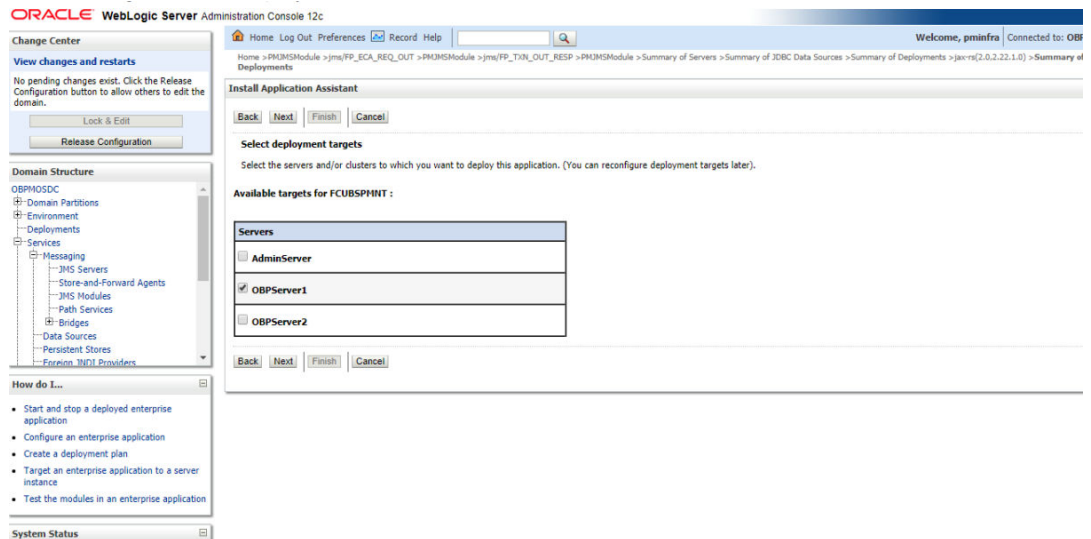 ORACLE WebLogic Server Administration Console 12c
Change Center
View changes and restarts
No pending changes exist. Click the Release
Configuration button to allow others to edit the
domain.
Lock & Edit
Release Configuration
Domain Structure
OBPMOSDC
Domain Partitions
Environment
Deployments
Services
Messaging
JMS Servers
Store-and-Forward Agents
JMS Modules
Path Services
Bridges
Data Sources
Persistent Stores
Foreign JNDI Providers
How do I...
Start and stop a deployed enterprise
application
Configure an enterprise application
Create a deployment plan
Target an enterprise application to a server
instance
Test the modules in an enterprise application
System Status
Home Log Out Preferences Record Help
Welcome, pminfra Connected to: OBP
Home >PMJMSModule >jms/FP_ECA_REQ_OUT >PMJMSModule >jms/FP_TXN_OUT_RESP >PMJMSModule >Summary of Servers >Summary of JDBC Data Sources >Summary of Deployments >jax-rs(2.0,2.22.1.0) >Summary of
Deployments
Install Application Assistant
Back Next Finish Cancel
Select deployment targets
Select the servers and/or clusters to which you want to deploy this application. (You can reconfigure deployment targets later).
Available targets for FCUBSPMNT :
Servers
AdminServer
OBPServer1
OBPServer2
Back Next Finish Cancel